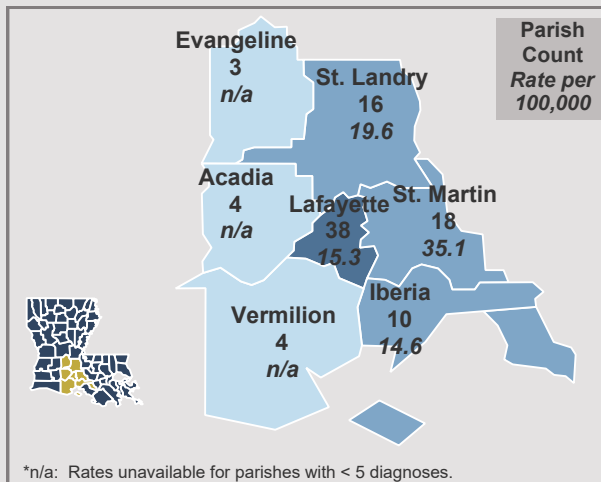 Parish
Count
Rate per
100,000
Evangeline
3
n/a
St. Landry
16
19.6
Acadia
4
n/a
Lafayette
38
15.3
St. Martin
18
35.1
Vermilion
4
n/a
Iberia
10
14.6
*n/a: Rates unavailable for parishes with < 5 diagnoses.